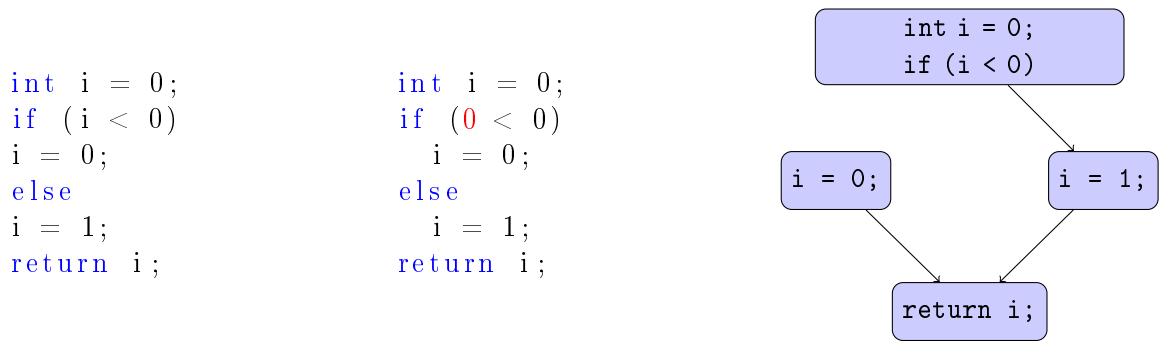 int i = 0;
if (i < 0)
i = 0;
else
i = 1;
return i;
int i = 0;
if (0 < 0)
i = 0;
else
i = 1;
return i;
int i = 0;
if (i < 0)
i = 0;
i = 1;
return i;